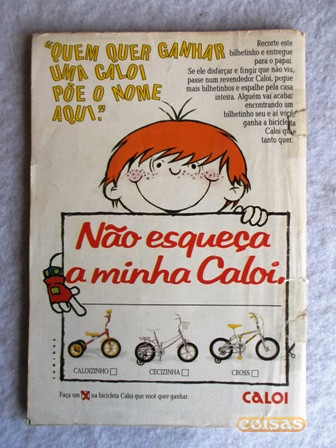 "QUEM QUER GANHAR
UMA CALOI
PÕE O NOME
AQUI."
Recorte este
bilhetinho e entregue
para o papai.
Se ele disfarçar e fingir que não viu,
passe num revendedor Caloi, pegue
mais bilhetinhos e espalhe pela casa
inteira. Alguém vai acabar
encontrando um
bilhetinho seu e aí você
ganha a bicicleta
Caloi que
tanto quer.
Não esqueça
a minha Caloi.
CALOIZINHO
CECIZINHA
CROSS
Faça um X na bicicleta Caloi que você quer ganhar.
CALOI
coisas